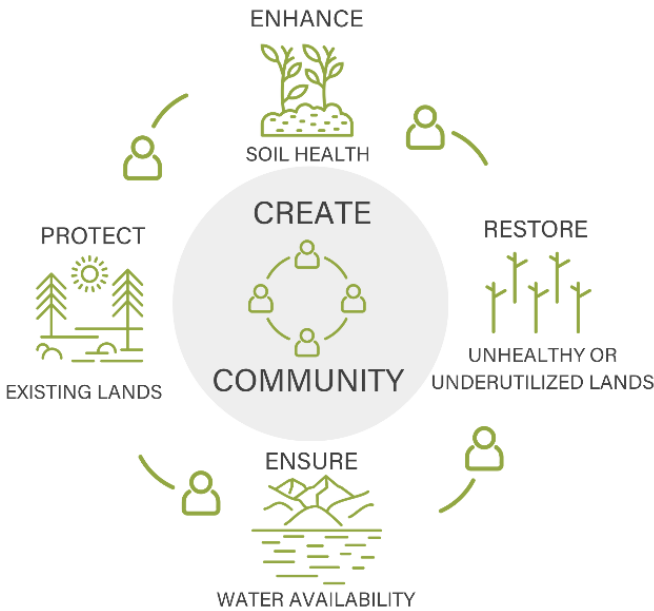 ENHANCE
SOIL HEALTH
CREATE
COMMUNITY
PROTECT
EXISTING LANDS
RESTORE
UNHEALTHY OR
UNDERUTILIZED LANDS
ENSURE
WATER AVAILABILITY